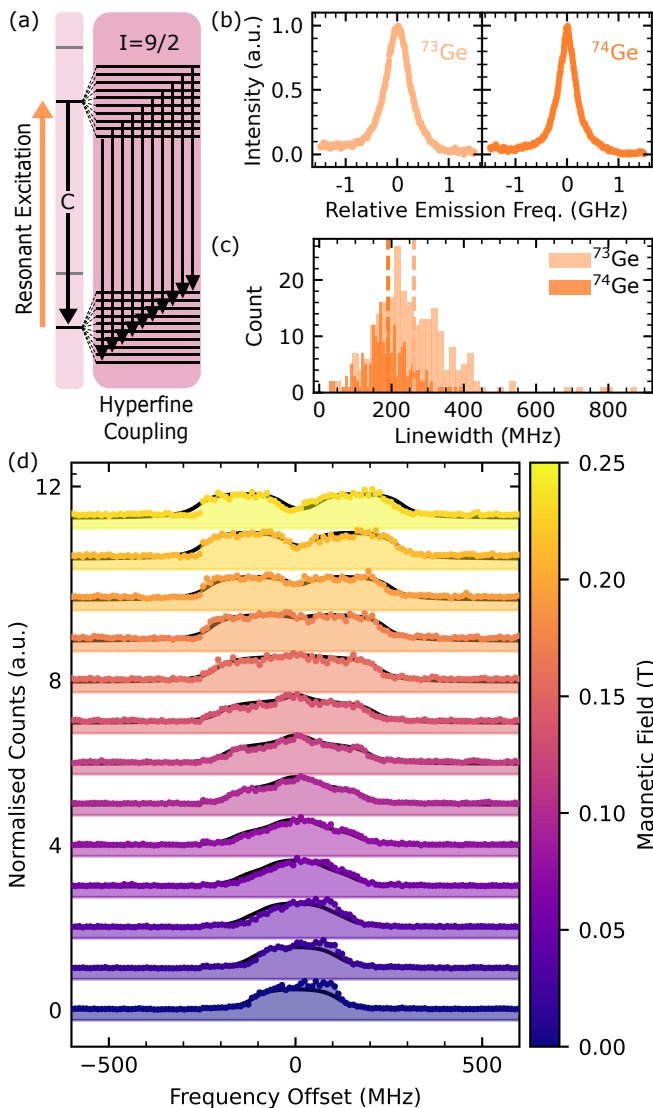 (a)
I=9/2
C
Resonant Excitation
Hyperfine
Coupling
(b)
Intensity (a.u.)
1.0
0.5
0.0
⁷³Ge
⁷⁴Ge
-1 0 1 -1 0 1
Relative Emission Freq. (GHz)
(c)
Count
20
10
0
⁷³Ge
⁷⁴Ge
0 200 400 600 800
Linewidth (MHz)
(d)
Normalised Counts (a.u.)
12
8
4
0
−500 0 500
Frequency Offset (MHz)
0.25
0.20
0.15
0.10
0.05
0.00
Magnetic Field (T)